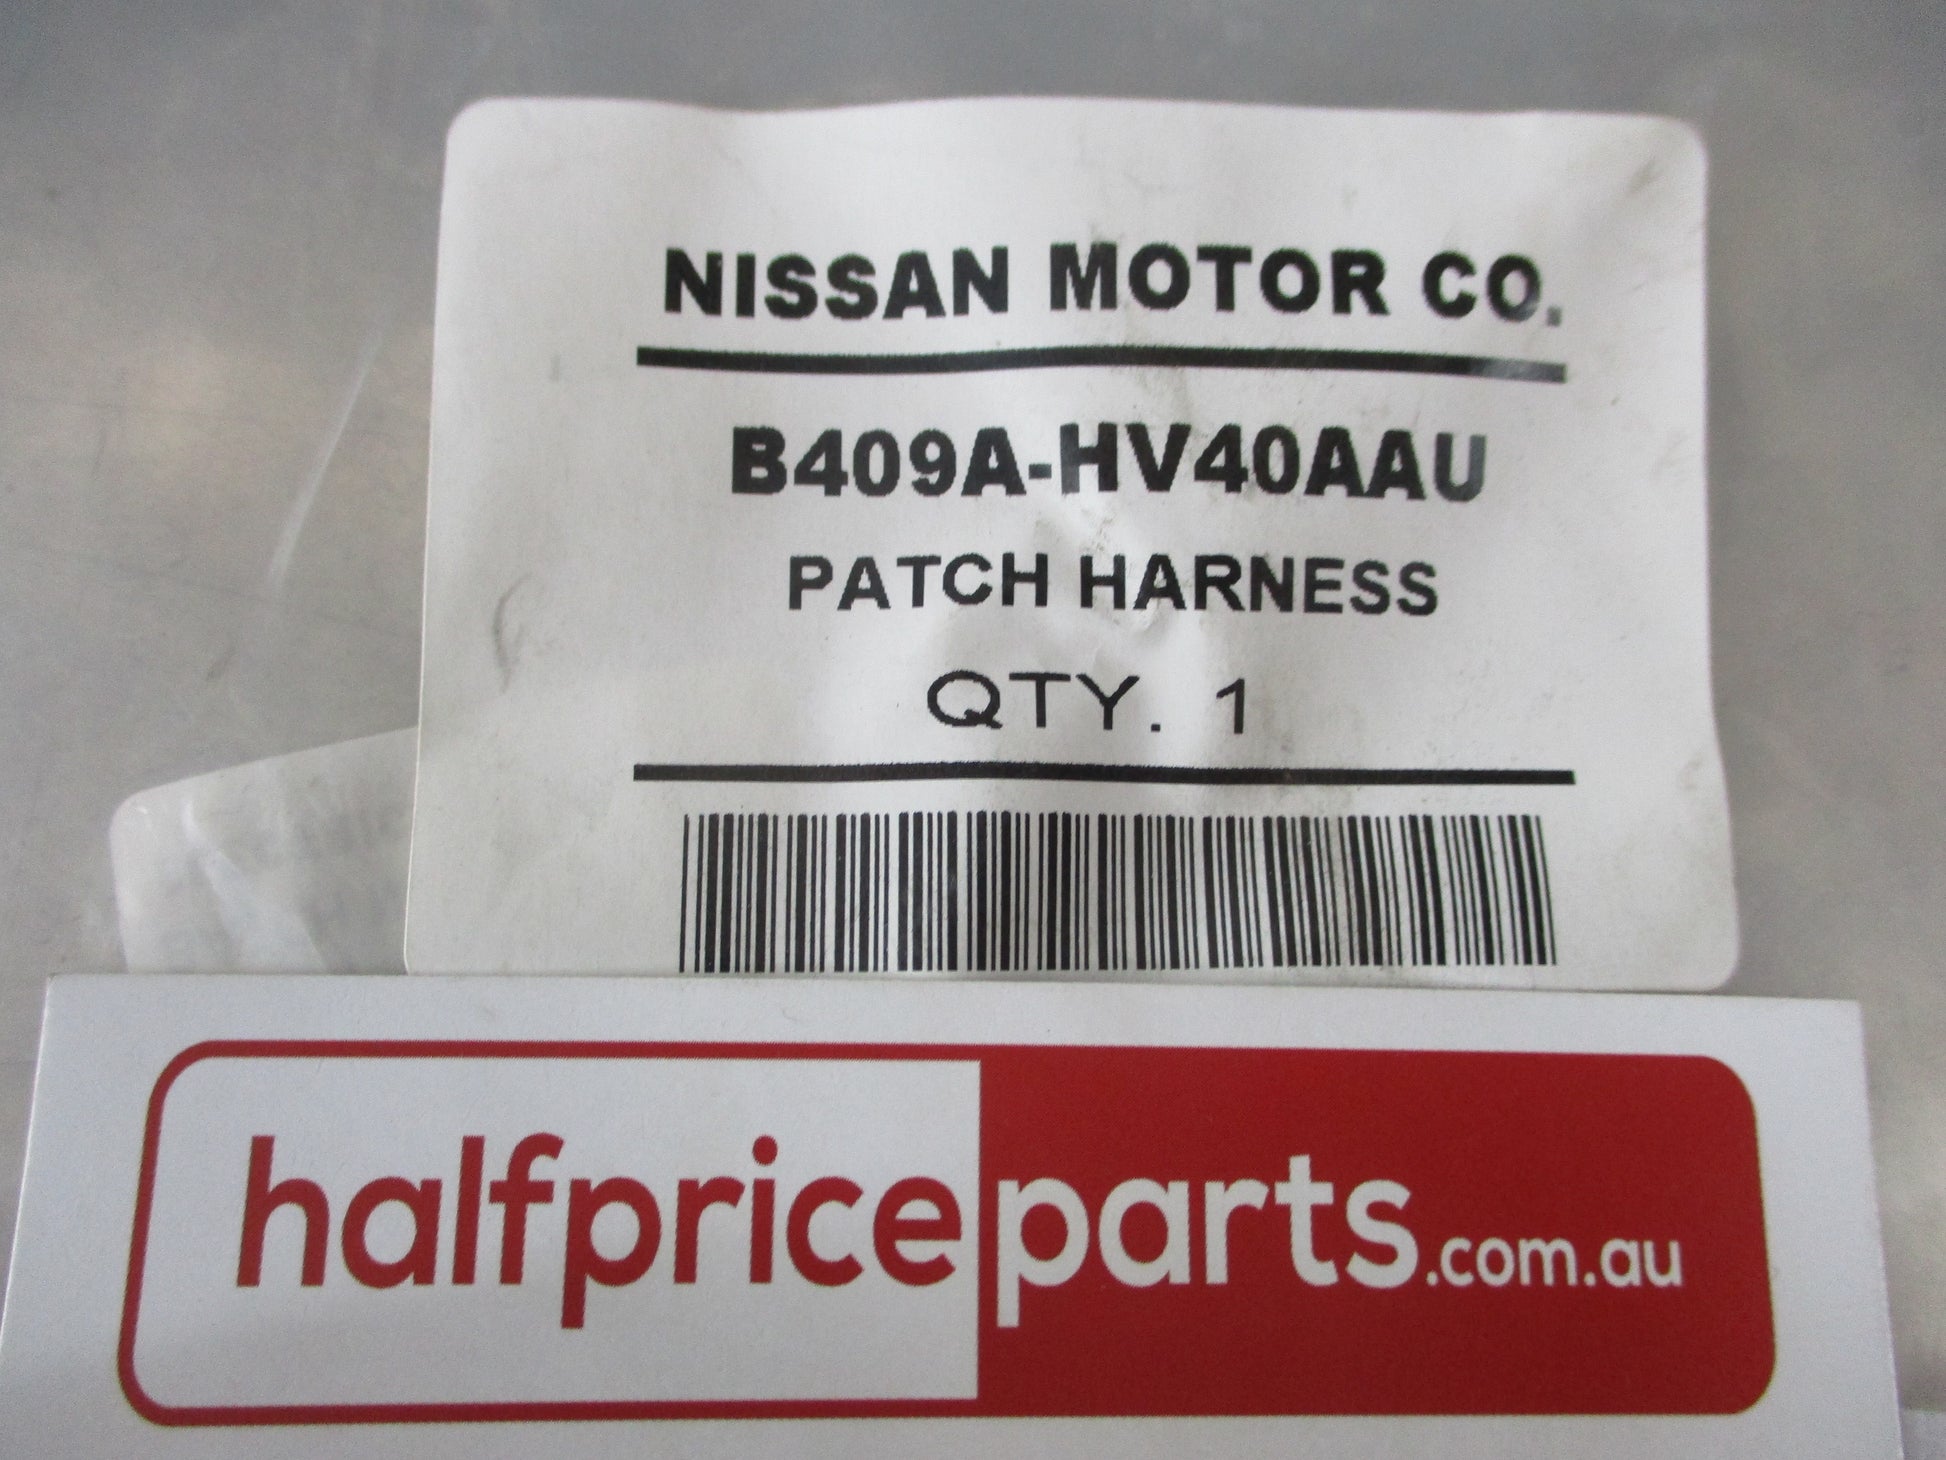 NISSAN MOTOR CO.
B409A-HV40AAU
PATCH HARNESS
QTY. 1
halfpriceparts.com.au